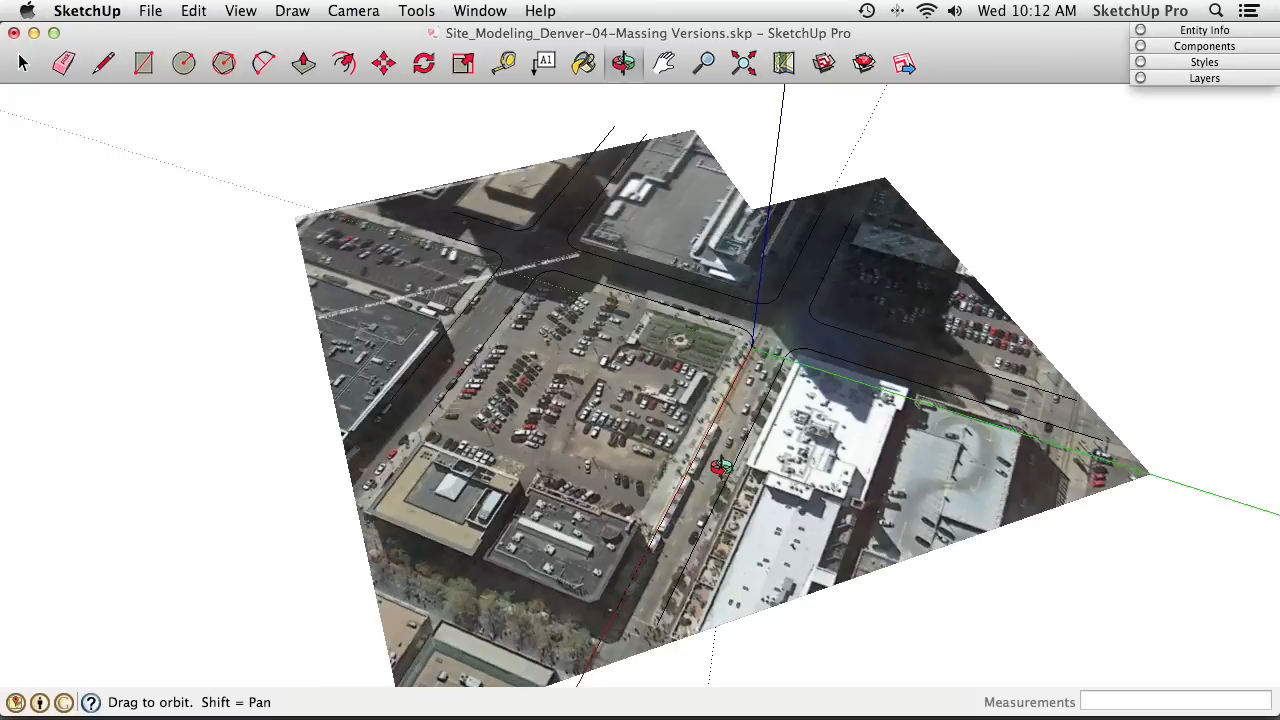 SketchUp File Edit View Draw Camera Tools Window Help Wed 10:12 AM SketchUp Pro
Site_Modeling_Denver-04-Massing Versions.skp - SketchUp Pro
Entity Info
Components
Styles
Layers
A1
Drag to orbit. Shift = Pan
Measurements